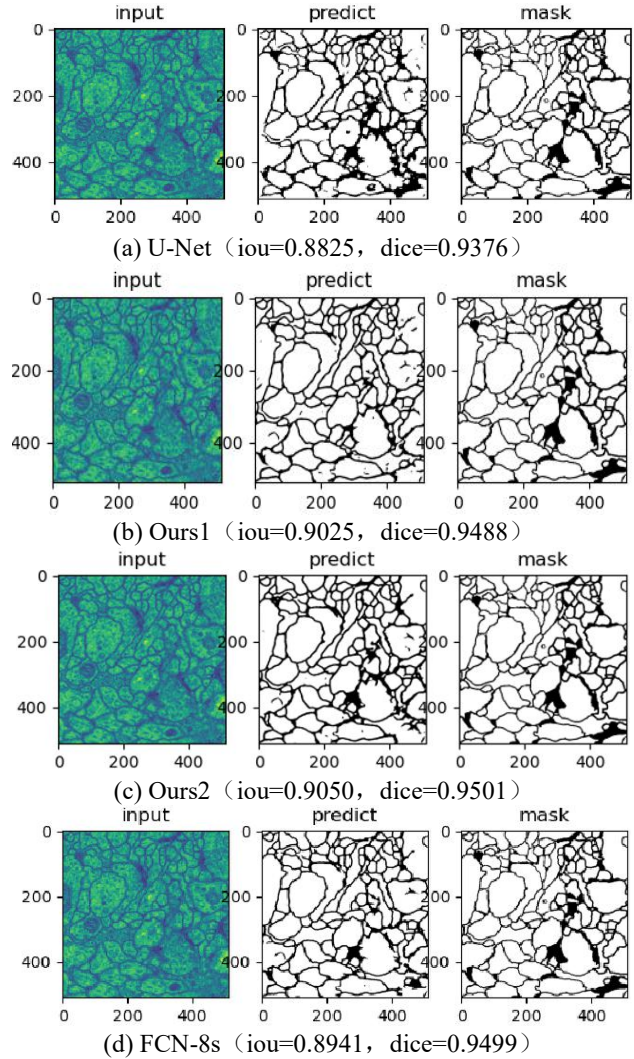 input predict mask
0 0 0
200 200 200
400 400 400
0 200 400 0 200 400 0 200 400
(a) U-Net（iou=0.8825，dice=0.9376）
input predict mask
0 0 0
200 200 200
400 400 400
0 200 400 0 200 400 0 200 400
(b) Ours1（iou=0.9025，dice=0.9488）
input predict mask
0 0 0
200 200 200
400 400 400
0 200 400 0 200 400 0 200 400
(c) Ours2（iou=0.9050，dice=0.9501）
input predict mask
0 0 0
200 200 200
400 400 400
0 200 400 0 200 400 0 200 400
(d) FCN-8s（iou=0.8941，dice=0.9499）